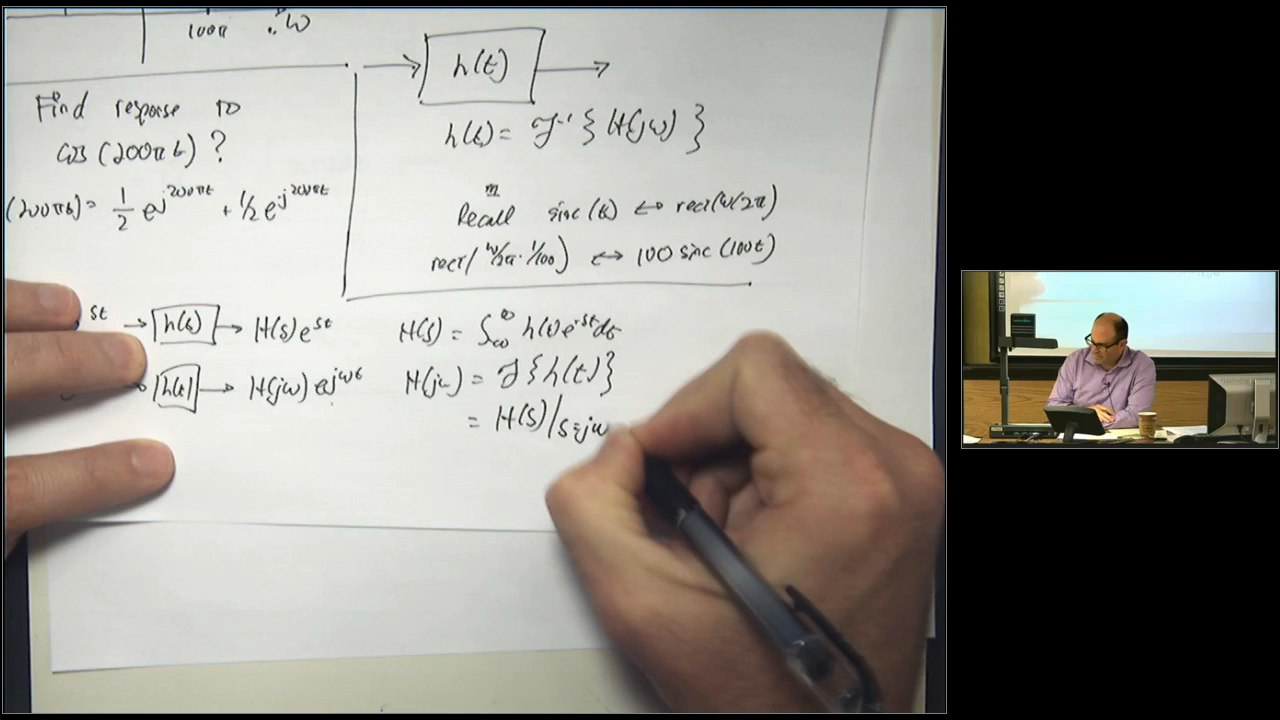 100π ω
Find response to
cos(200πt)?
(200πt) = 1/2 e^{j200πt} + 1/2 e^{j200πt}
h(t)
h(t) = F⁻¹{H(jω)}
Recall sinc(t) ↔ rect(ω/2π)
rect(ω/2π · 1/100) ↔ 100 sinc(100t)
st → h(t) → H(s)e^{st} H(s) = ∫_{-∞}^{∞} h(t)e^{-st}dt
h(t) → H(jω)e^{jωt} H(jω) = F{h(t)}
= H(s)|s=jω